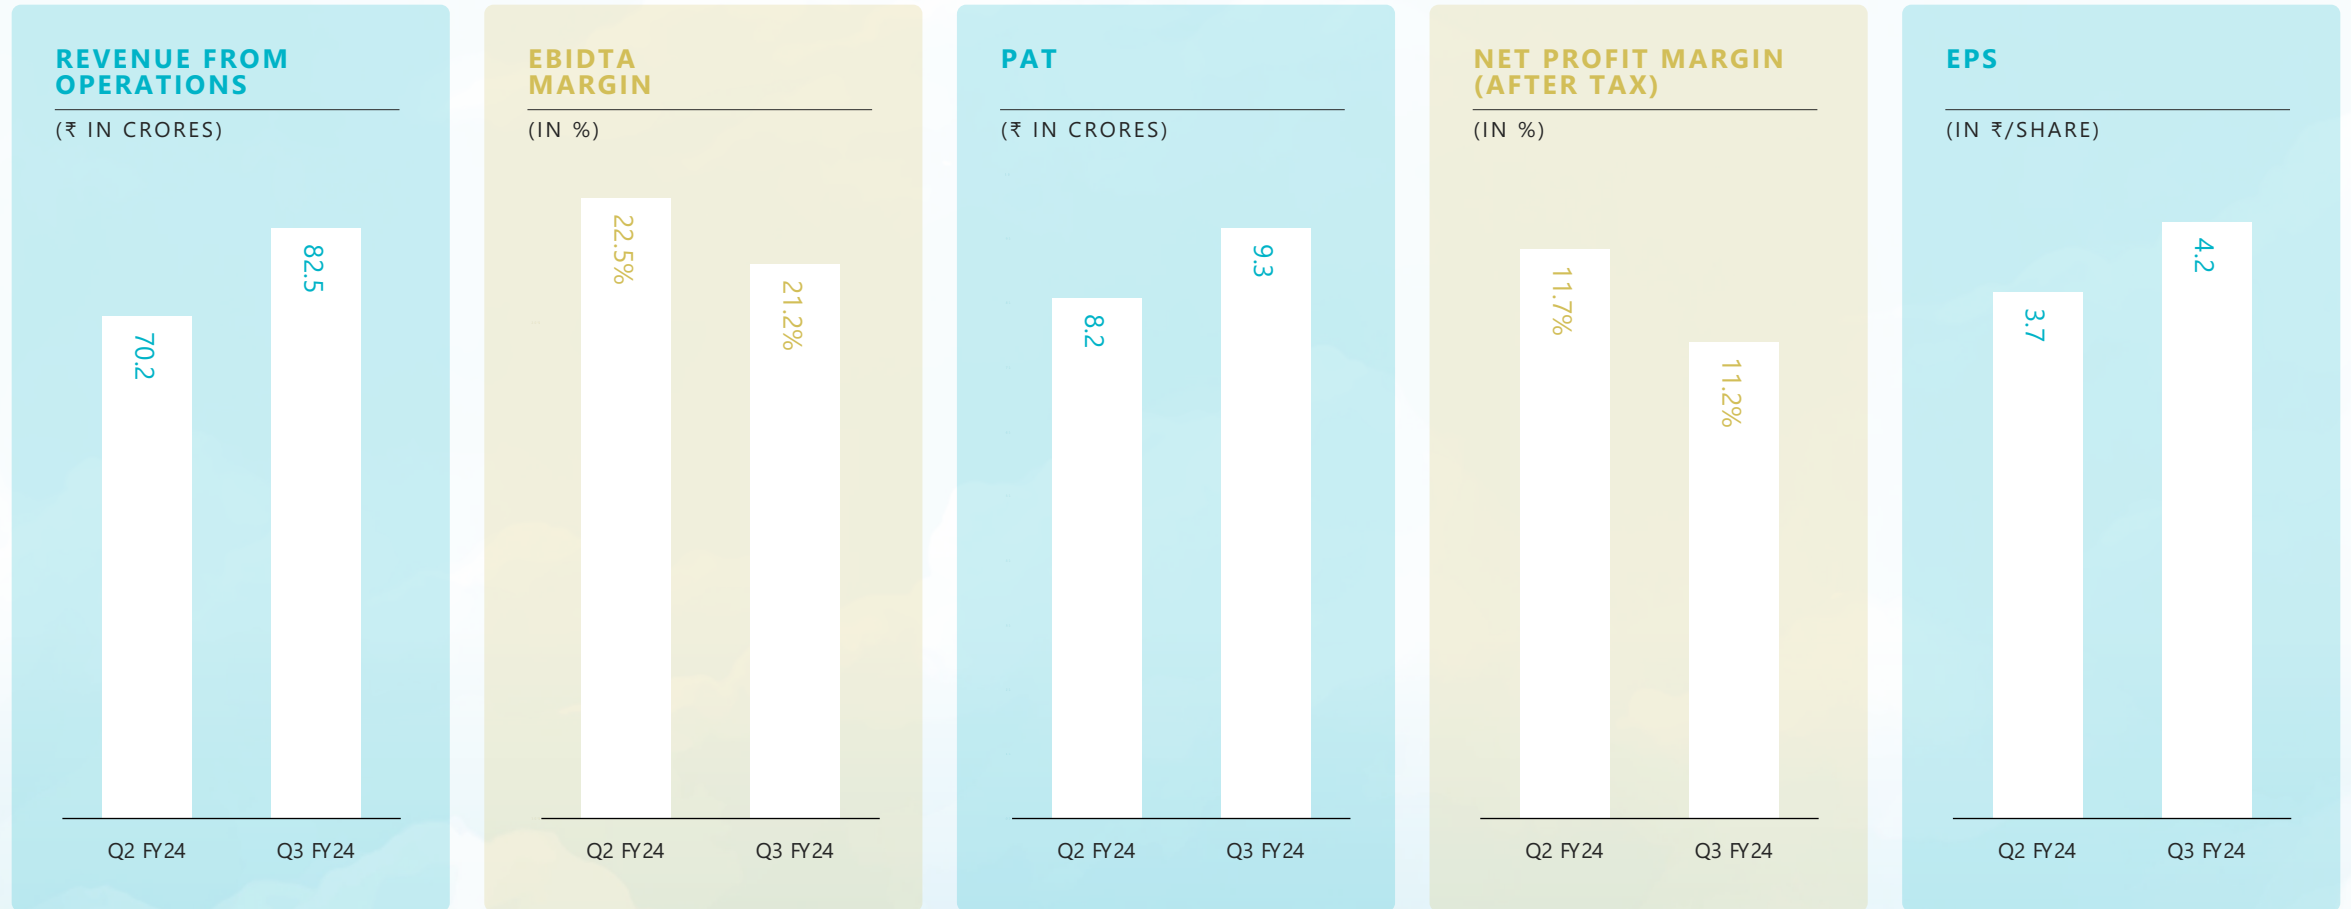 REVENUE FROM
OPERATIONS
(₹ IN CRORES)
70.2
82.5
Q2 FY24
Q3 FY24
EBIDTA
MARGIN
(IN %)
22.5%
21.2%
Q2 FY24
Q3 FY24
PAT
(₹ IN CRORES)
8.2
9.3
Q2 FY24
Q3 FY24
NET PROFIT MARGIN
(AFTER TAX)
(IN %)
11.7%
11.2%
Q2 FY24
Q3 FY24
EPS
(IN ₹/SHARE)
3.7
4.2
Q2 FY24
Q3 FY24